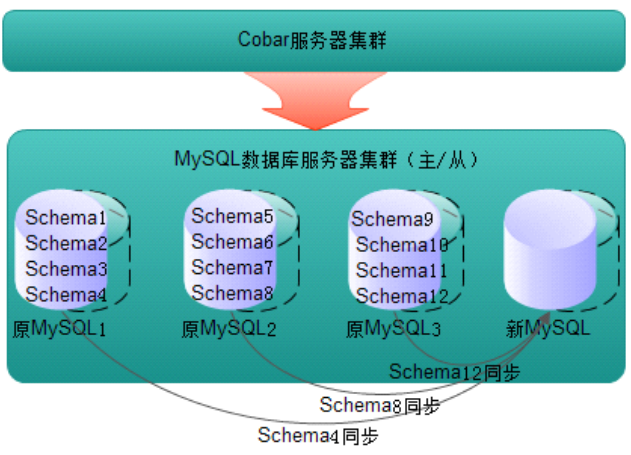 Cobar服务器集群
MySQL数据库服务器集群（主/从）
Schema1
Schema2
Schema3
Schema4
原MySQL1
Schema5
Schema6
Schema7
Schema8
原MySQL2
Schema9
Schema10
Schema11
Schema12
原MySQL3
新MySQL
Schema12同步
Schema8同步
Schema4同步